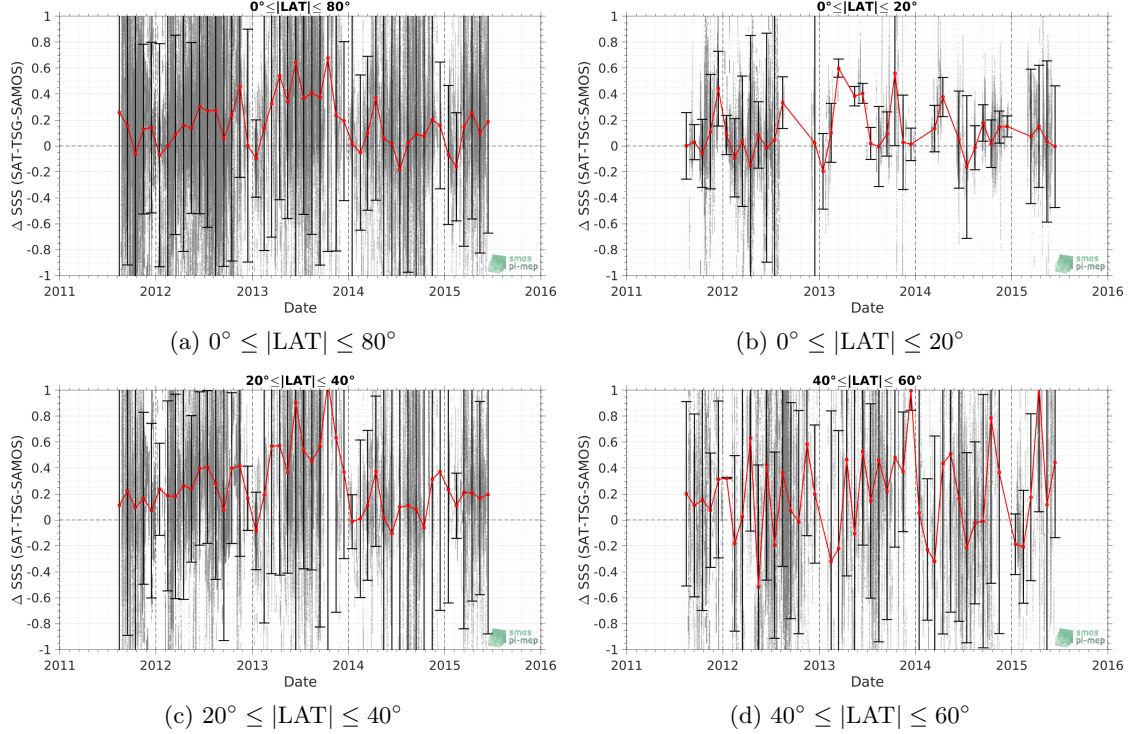 0°≤|LAT|≤ 80°
Δ SSS (SAT-TSG-SAMOS)
1
0.8
0.6
0.4
0.2
0
-0.2
-0.4
-0.6
-0.8
-1
2011 2012 2013 2014 2015 2016
Date
smos
pi-mep
(a) 0° ≤ |LAT| ≤ 80°
0°≤|LAT|≤ 20°
Δ SSS (SAT-TSG-SAMOS)
1
0.8
0.6
0.4
0.2
0
-0.2
-0.4
-0.6
-0.8
-1
2011 2012 2013 2014 2015 2016
Date
smos
pi-mep
(b) 0° ≤ |LAT| ≤ 20°
20°≤|LAT|≤ 40°
Δ SSS (SAT-TSG-SAMOS)
1
0.8
0.6
0.4
0.2
0
-0.2
-0.4
-0.6
-0.8
-1
2011 2012 2013 2014 2015 2016
Date
smos
pi-mep
(c) 20° ≤ |LAT| ≤ 40°
40°≤|LAT|≤ 60°
Δ SSS (SAT-TSG-SAMOS)
1
0.8
0.6
0.4
0.2
0
-0.2
-0.4
-0.6
-0.8
-1
2011 2012 2013 2014 2015 2016
Date
smos
pi-mep
(d) 40° ≤ |LAT| ≤ 60°